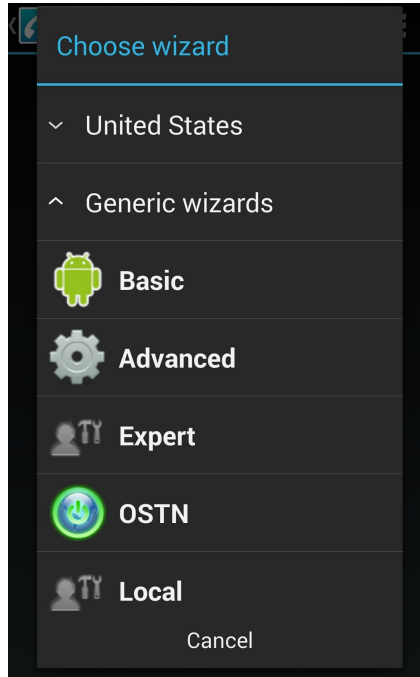 Choose wizard
United States
Generic wizards
Basic
Advanced
Expert
OSTN
Local
Cancel